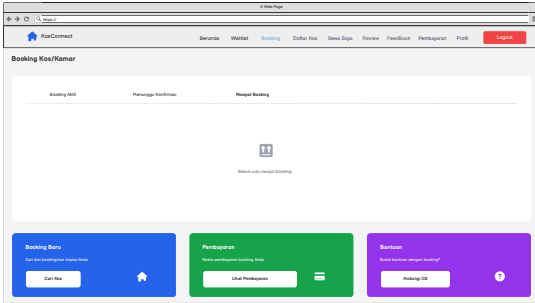 A Web Page
https://
KosConnect
Beranda Wishlist Booking Daftar Kos Sewa Saya Review FeedBack Pembayaran Profil Logout
Booking Kos/Kamar
Booking Aktif Menunggu Konfirmasi Riwayat Booking
Belum ada riwayat booking
Booking Baru Pembayaran Bantuan
Cari dan booking kos impian Anda Kelola pembayaran booking Anda Butuh bantuan dengan booking?
Cari Kos Lihat Pembayaran Hubungi CS